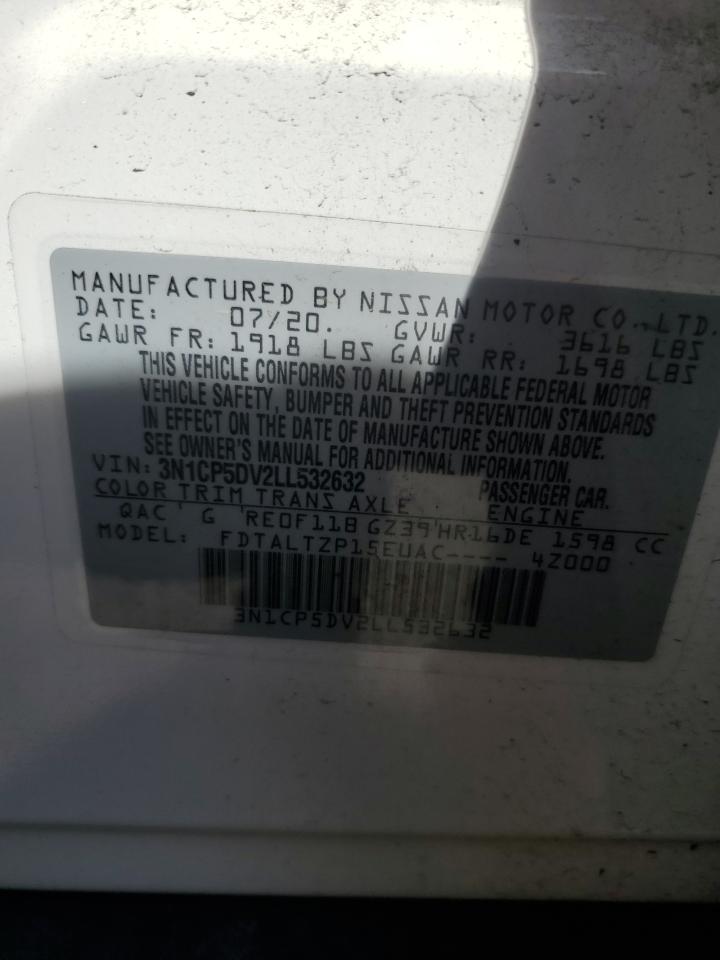 MANUFACTURED BY NISSAN MOTOR CO., LTD.
DATE: 07/20. GVWR: 3616 LBS
GAWR FR: 1918 LBS GAWR RR: 1698 LBS
THIS VEHICLE CONFORMS TO ALL APPLICABLE FEDERAL MOTOR
VEHICLE SAFETY, BUMPER AND THEFT PREVENTION STANDARDS
IN EFFECT ON THE DATE OF MANUFACTURE SHOWN ABOVE.
SEE OWNER'S MANUAL FOR ADDITIONAL INFORMATION.
VIN: 3N1CP5DV2LL532632 PASSENGER CAR.
COLOR TRIM TRANS AXLE ENGINE
QAC ' G 'RE0F11B GZ39'HR16DE 1598 CC
MODEL: FDTALTZP15EUAC---- 4Z000
3N1CP5DV2LL532632